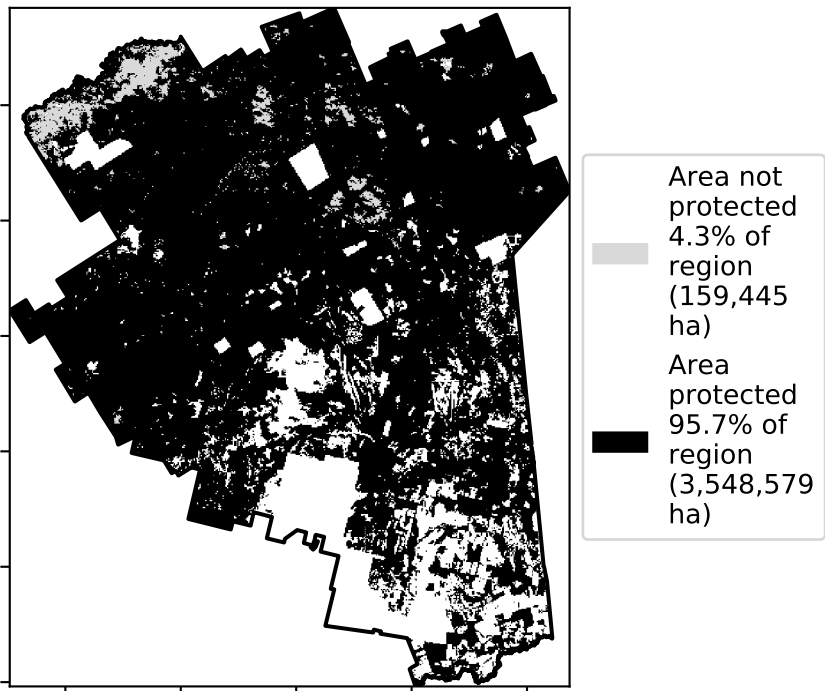 Area not
protected
4.3% of
region
(159,445
ha)
Area
protected
95.7% of
region
(3,548,579
ha)